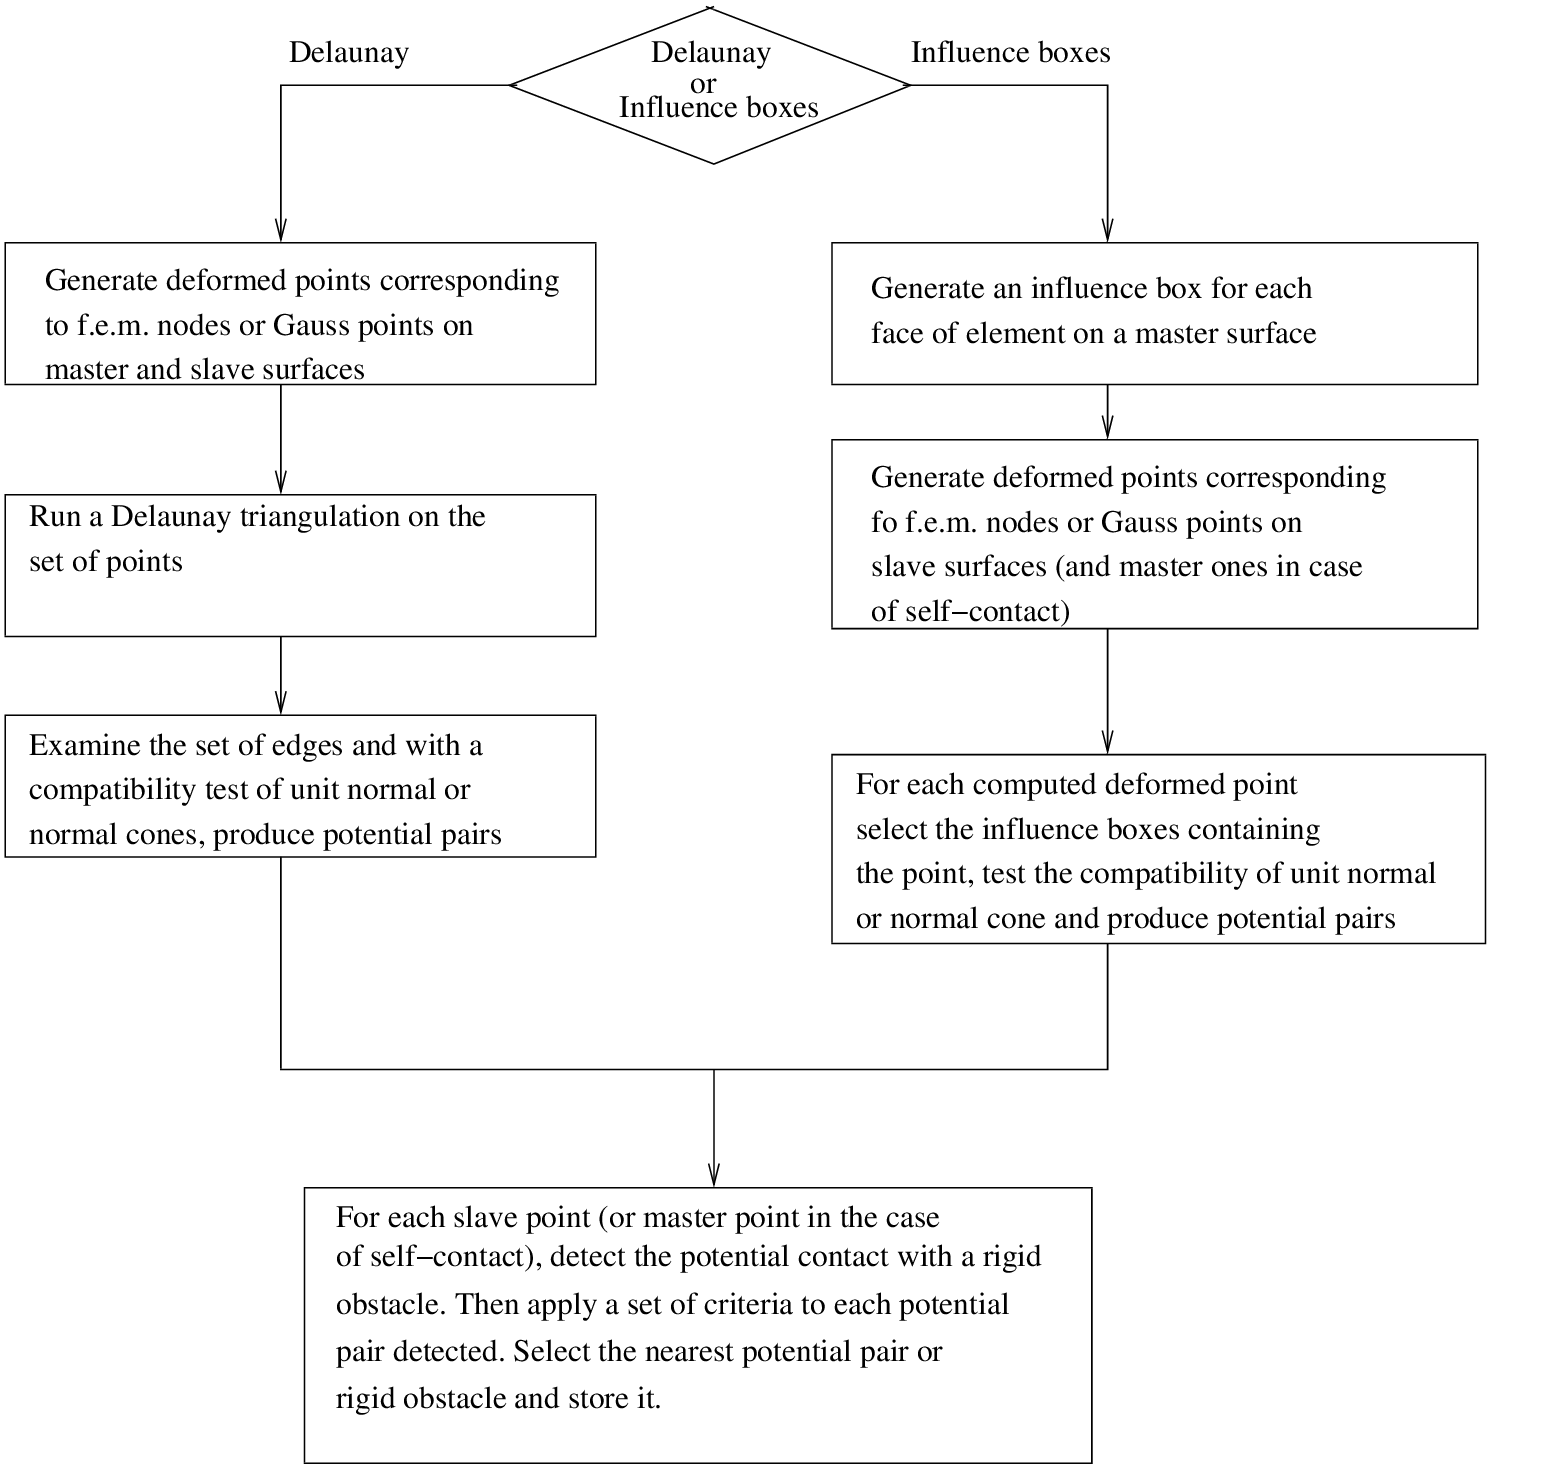 Delaunay
Delaunay
or
Influence boxes
Influence boxes
Generate deformed points corresponding
to f.e.m. nodes or Gauss points on
master and slave surfaces
Run a Delaunay triangulation on the
set of points
Examine the set of edges and with a
compatibility test of unit normal or
normal cones, produce potential pairs
Generate an influence box for each
face of element on a master surface
Generate deformed points corresponding
fo f.e.m. nodes or Gauss points on
slave surfaces (and master ones in case
of self−contact)
For each computed deformed point
select the influence boxes containing
the point, test the compatibility of unit normal
or normal cone and produce potential pairs
For each slave point (or master point in the case
of self−contact), detect the potential contact with a rigid
obstacle. Then apply a set of criteria to each potential
pair detected. Select the nearest potential pair or
rigid obstacle and store it.